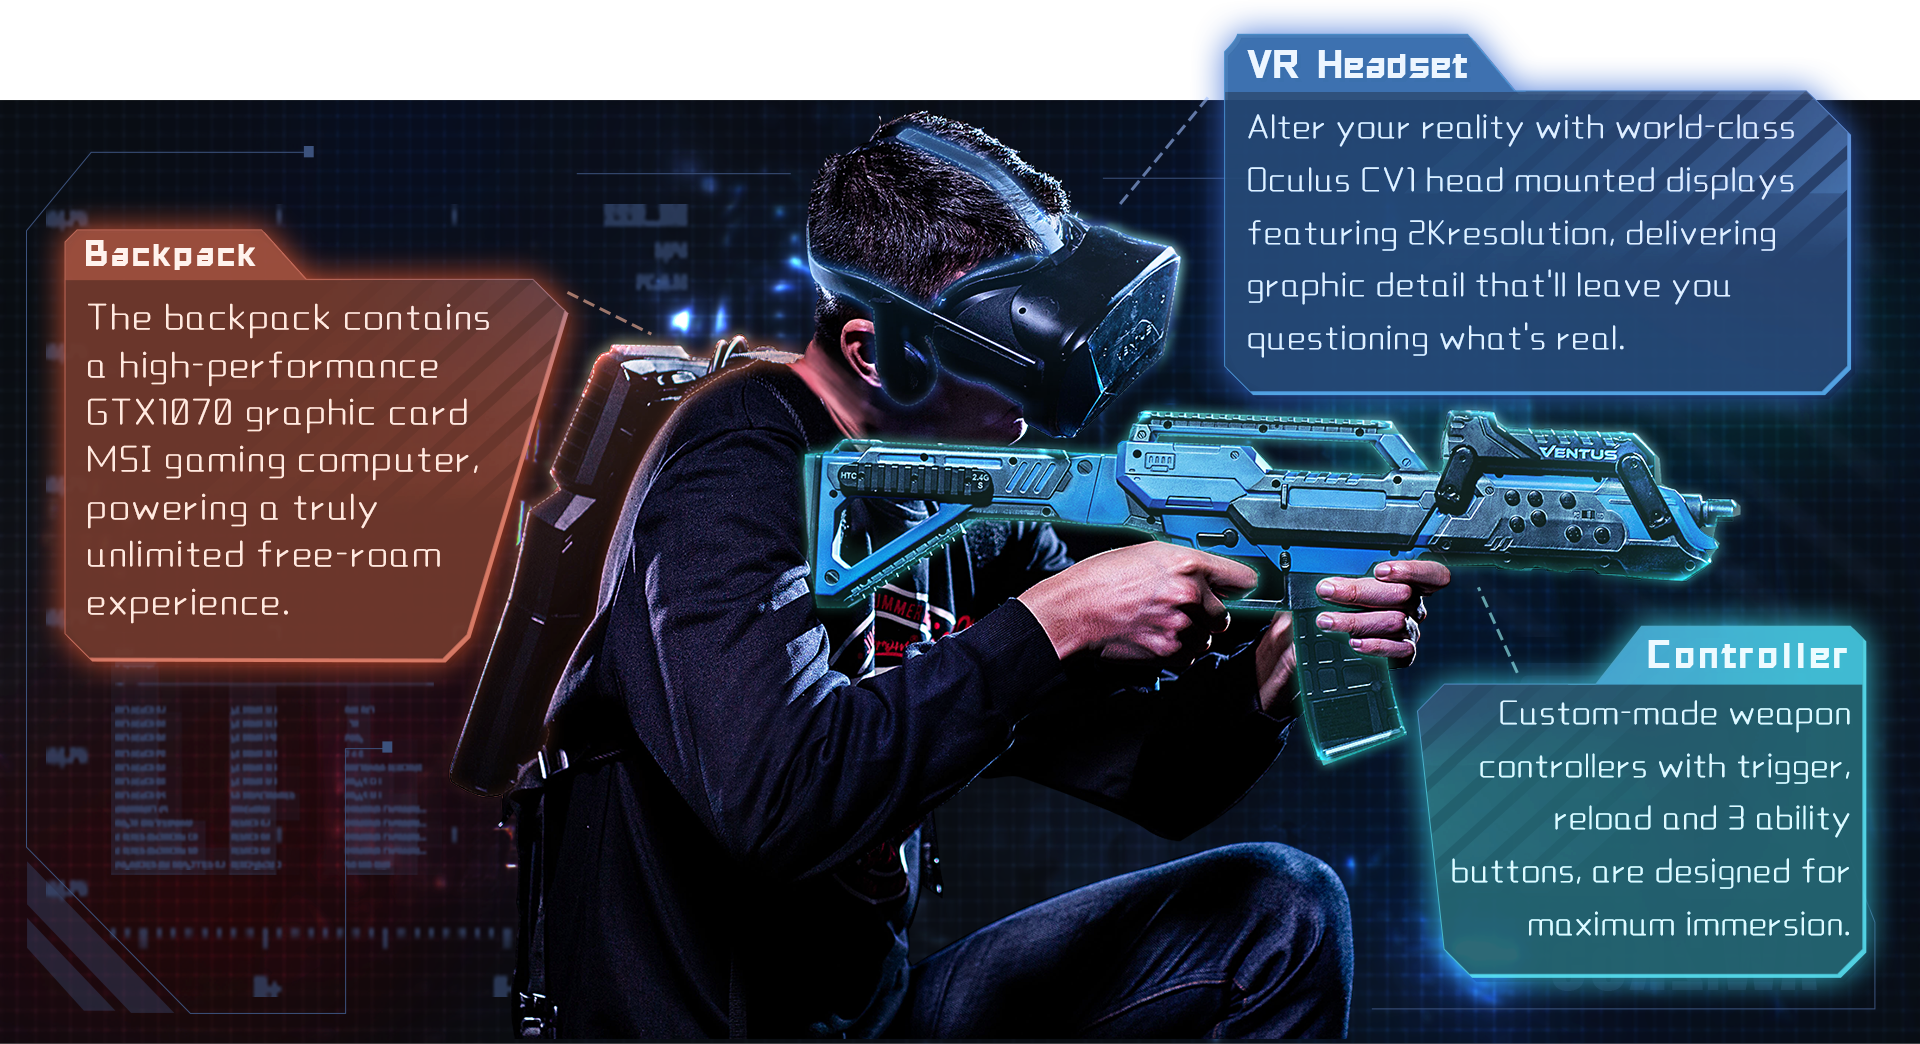 VR Headset
Alter your reality with world-class
Oculus CV1 head mounted displays
featuring 2Kresolution, delivering
graphic detail that'll leave you
questioning what's real.
Backpack
The backpack contains
a high-performance
GTX1070 graphic card
MSI gaming computer,
powering a truly
unlimited free-roam
experience.
VENTUS
HTC
2.4G
S
Controller
Custom-made weapon
controllers with trigger,
reload and 3 ability
buttons, are designed for
maximum immersion.